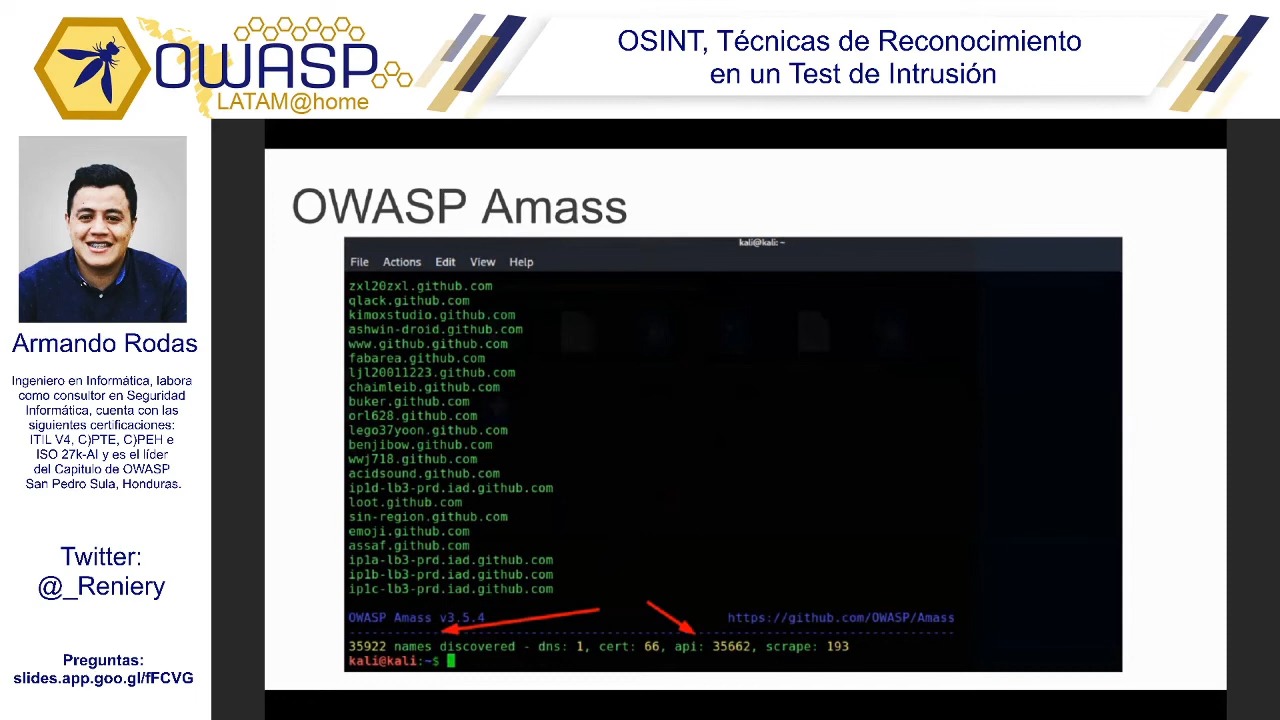 OWASP
LATAM@home
OSINT, Técnicas de Reconocimiento
en un Test de Intrusión
Armando Rodas
Ingeniero en Informática, labora
como consultor en Seguridad
Informática, cuenta con las
siguientes certificaciones:
ITIL V4, C)PTE, C)PEH e
ISO 27k-AI y es el líder
del Capitulo de OWASP
San Pedro Sula, Honduras.
Twitter:
@_Reniery
Preguntas:
slides.app.goo.gl/fFCVG
OWASP Amass
kali@kali: ~
File Actions Edit View Help
zxl20zxl.github.com
qlack.github.com
kimoxstudio.github.com
ashwin-droid.github.com
www.github.github.com
fabarea.github.com
ljl20011223.github.com
chaimleib.github.com
buker.github.com
orl628.github.com
lego37yoon.github.com
benjibow.github.com
wwj718.github.com
acidsound.github.com
ip1d-lb3-prd.iad.github.com
loot.github.com
sin-region.github.com
emoji.github.com
assaf.github.com
ip1a-lb3-prd.iad.github.com
ip1b-lb3-prd.iad.github.com
ip1c-lb3-prd.iad.github.com
OWASP Amass v3.5.4 https://github.com/OWASP/Amass
35922 names discovered - dns: 1, cert: 66, api: 35662, scrape: 193
kali@kali:~$